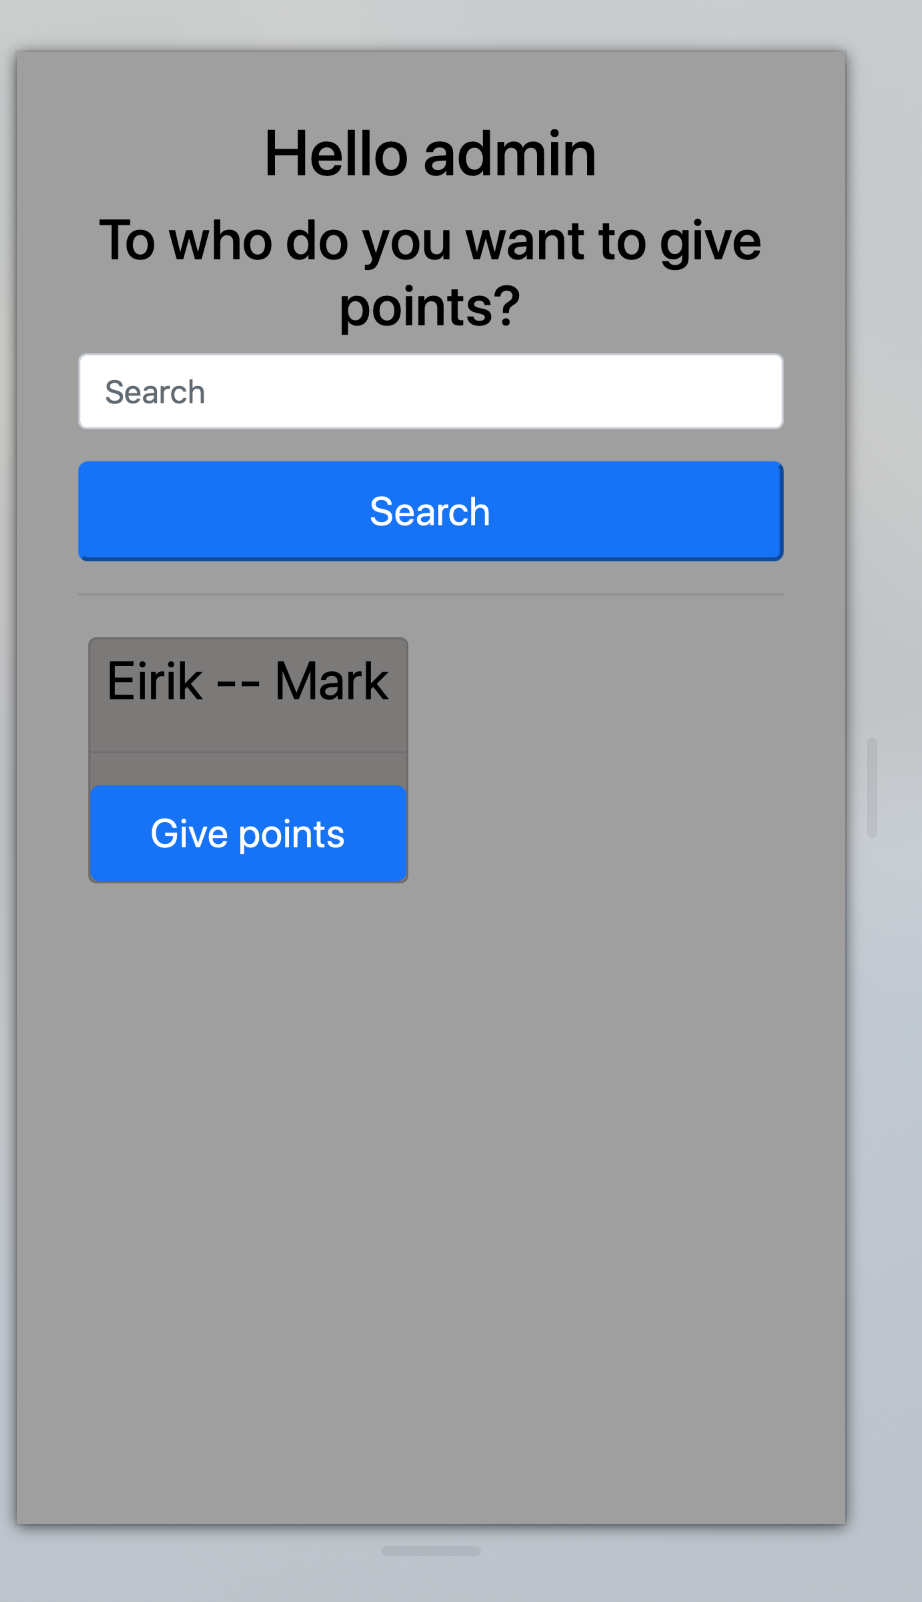 Hello admin
To who do you want to give
points?
Search
Search
Eirik -- Mark
Give points